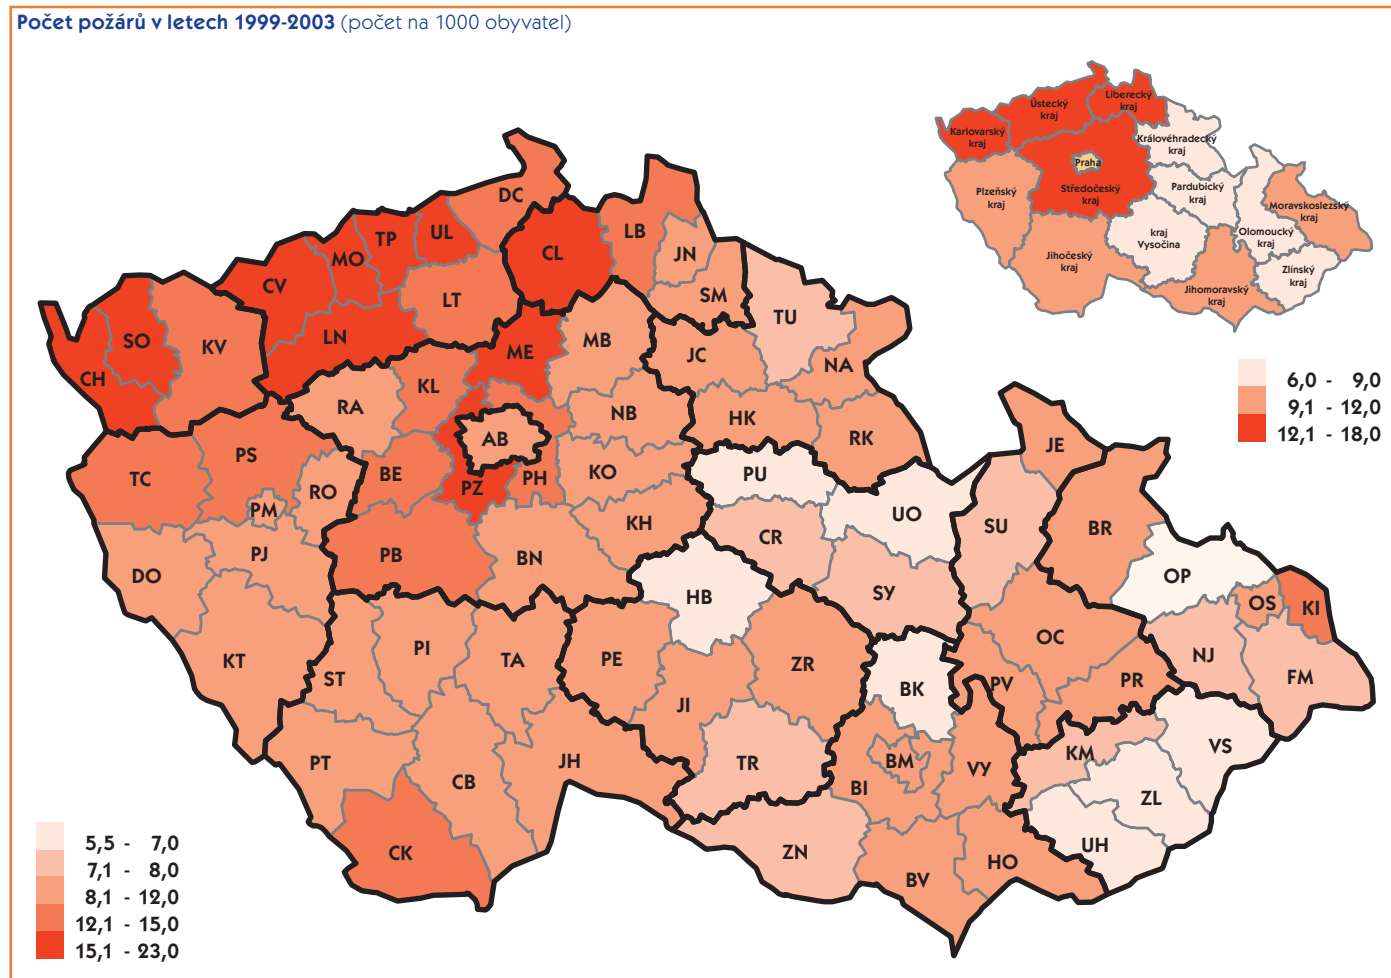 Počet požárů v letech 1999-2003 (počet na 1000 obyvatel)
Ústecký
kraj
Liberecký
kraj
Karlovarský
kraj
Královéhradecký
kraj
Praha
Plzeňský
kraj
Středočeský
kraj
Pardubický
kraj
Moravskoslezský
kraj
kraj
Vysočina
Olomoucký
kraj
Jihočeský
kraj
Zlínský
kraj
Jihomoravský
kraj
6,0 - 9,0
9,1 - 12,0
12,1 - 18,0
DC
UL
TP
LB
MO
CL
JN
CV
LT
SM
TU
LN
SO
KV
ME
MB
JC
NA
CH
KL
RA
NB
HK
AB
RK
JE
PS
TC
BE
PH
KO
PU
RO
PZ
PM
UO
KH
SU
BR
CR
PJ
PB
BN
DO
OP
HB
SY
OS
KI
OC
PI
KT
TA
PE
ZR
NJ
ST
FM
PV
PR
BK
JI
VS
KM
PT
JH
TR
BM
VY
CB
BI
ZL
CK
ZN
UH
HO
BV
5,5 - 7,0
7,1 - 8,0
8,1 - 12,0
12,1 - 15,0
15,1 - 23,0